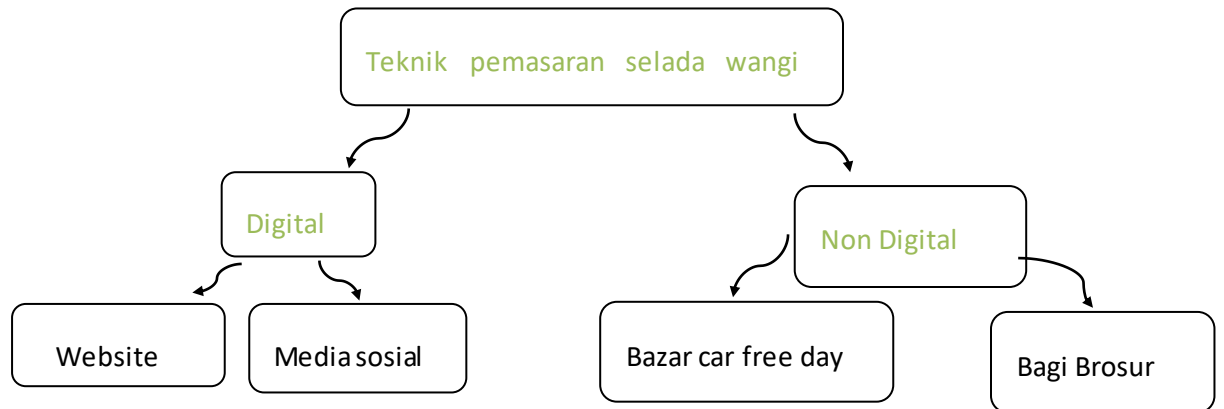 Teknik pemasaran selada wangi
Digital
Non Digital
Website
Media sosial
Bazar car free day
Bagi Brosur